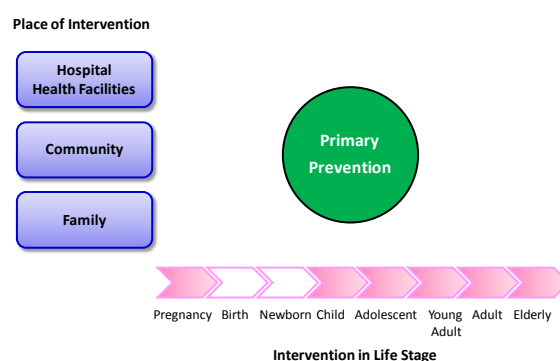 Place of Intervention
Hospital
Health Facilities
Community
Family
Primary
Prevention
Pregnancy Birth Newborn Child Adolescent Young Adult Elderly
Adult
Intervention in Life Stage